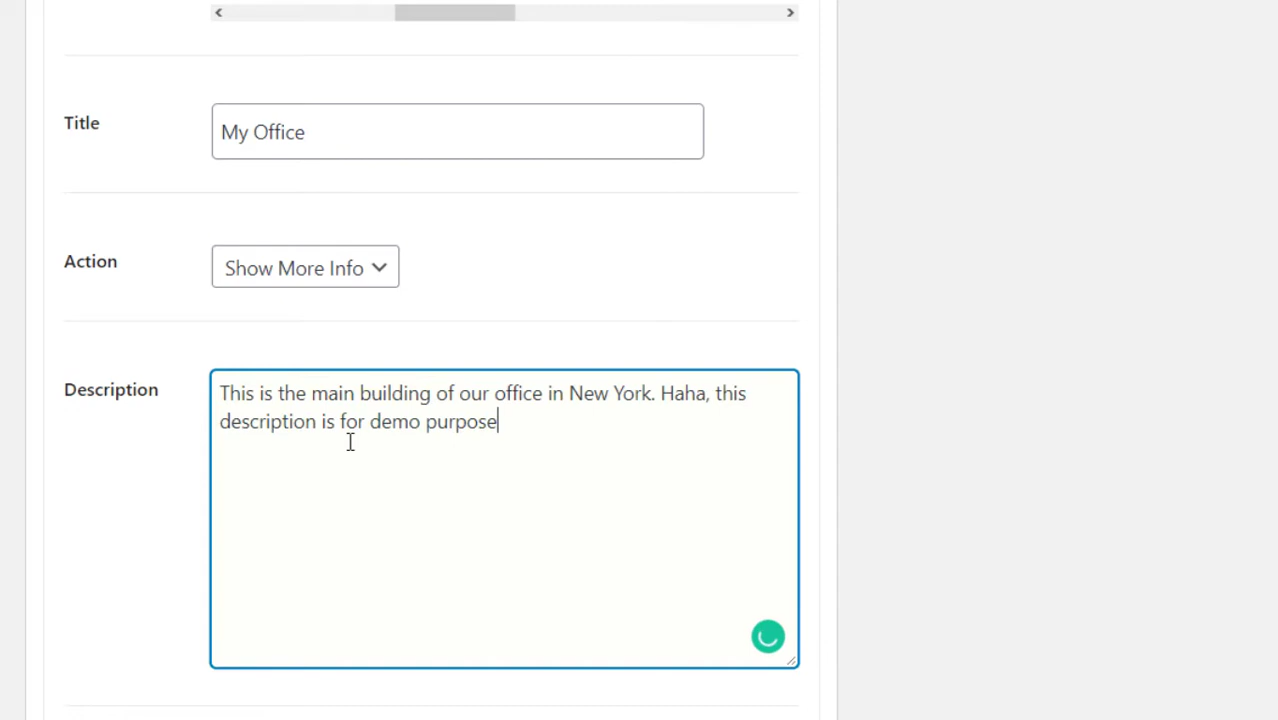 Title
My Office
Action
Show More Info
Description
This is the main building of our office in New York. Haha, this
description is for demo purpose